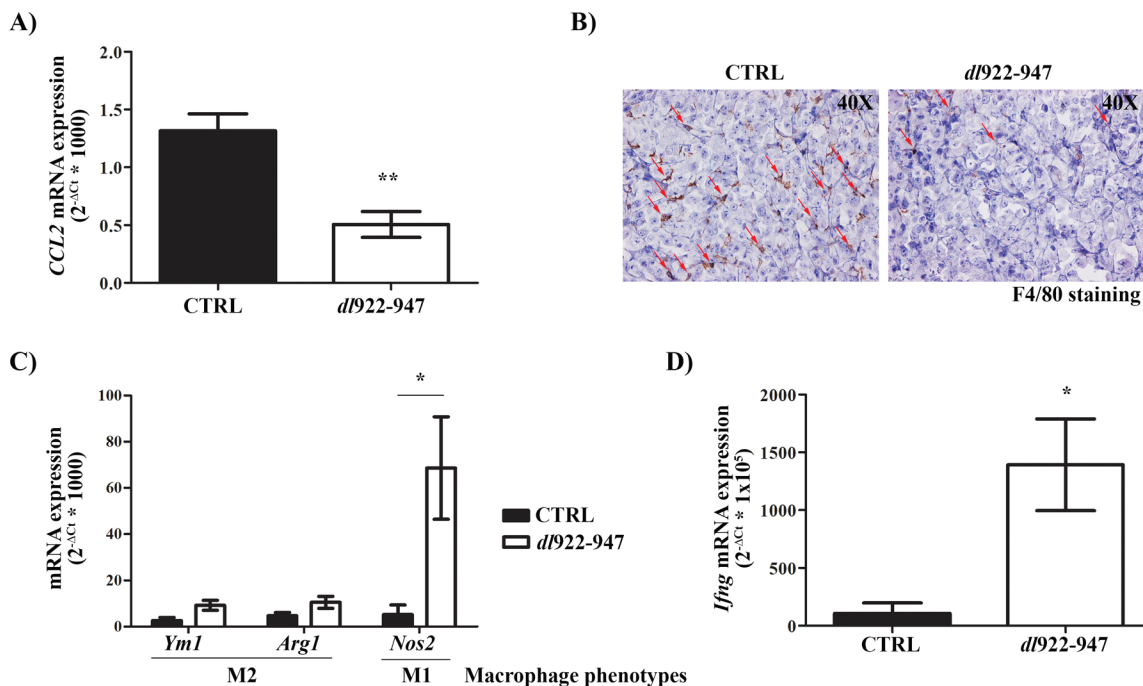 A)
CCL2 mRNA expression
(2-ΔCt * 1000)
2.0
1.5
1.0
0.5
0.0
**
CTRL
dl922-947
B)
CTRL
dl922-947
40X
40X
F4/80 staining
C)
mRNA expression
(2-ΔCt * 1000)
100
80
60
40
20
0
*
CTRL
dl922-947
Ym1
Arg1
Nos2
M2
M1
Macrophage phenotypes
D)
Ifng mRNA expression
(2-ΔCt * 1x10⁵)
2000
1500
1000
500
0
*
CTRL
dl922-947